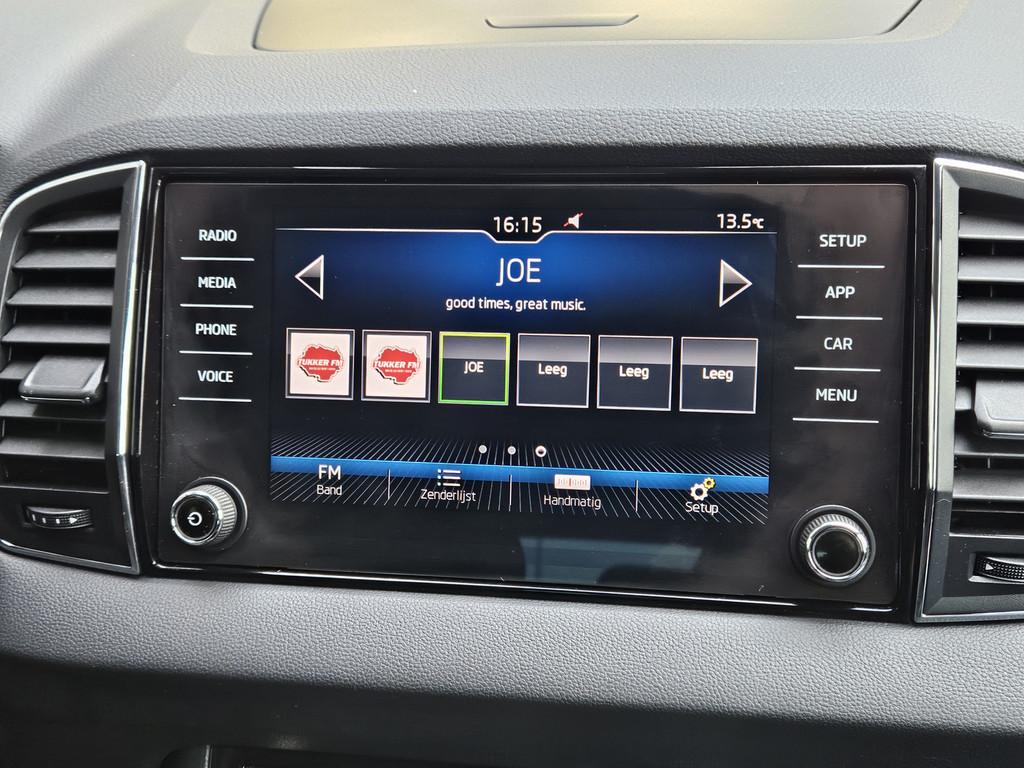 16:15
13.5°C
RADIO
MEDIA
PHONE
VOICE
JOE
good times, great music.
TUKKER FM
TUKKER FM
JOE
Leeg
Leeg
Leeg
FM
Band
Zenderlijst
Handmatig
Setup
SETUP
APP
CAR
MENU